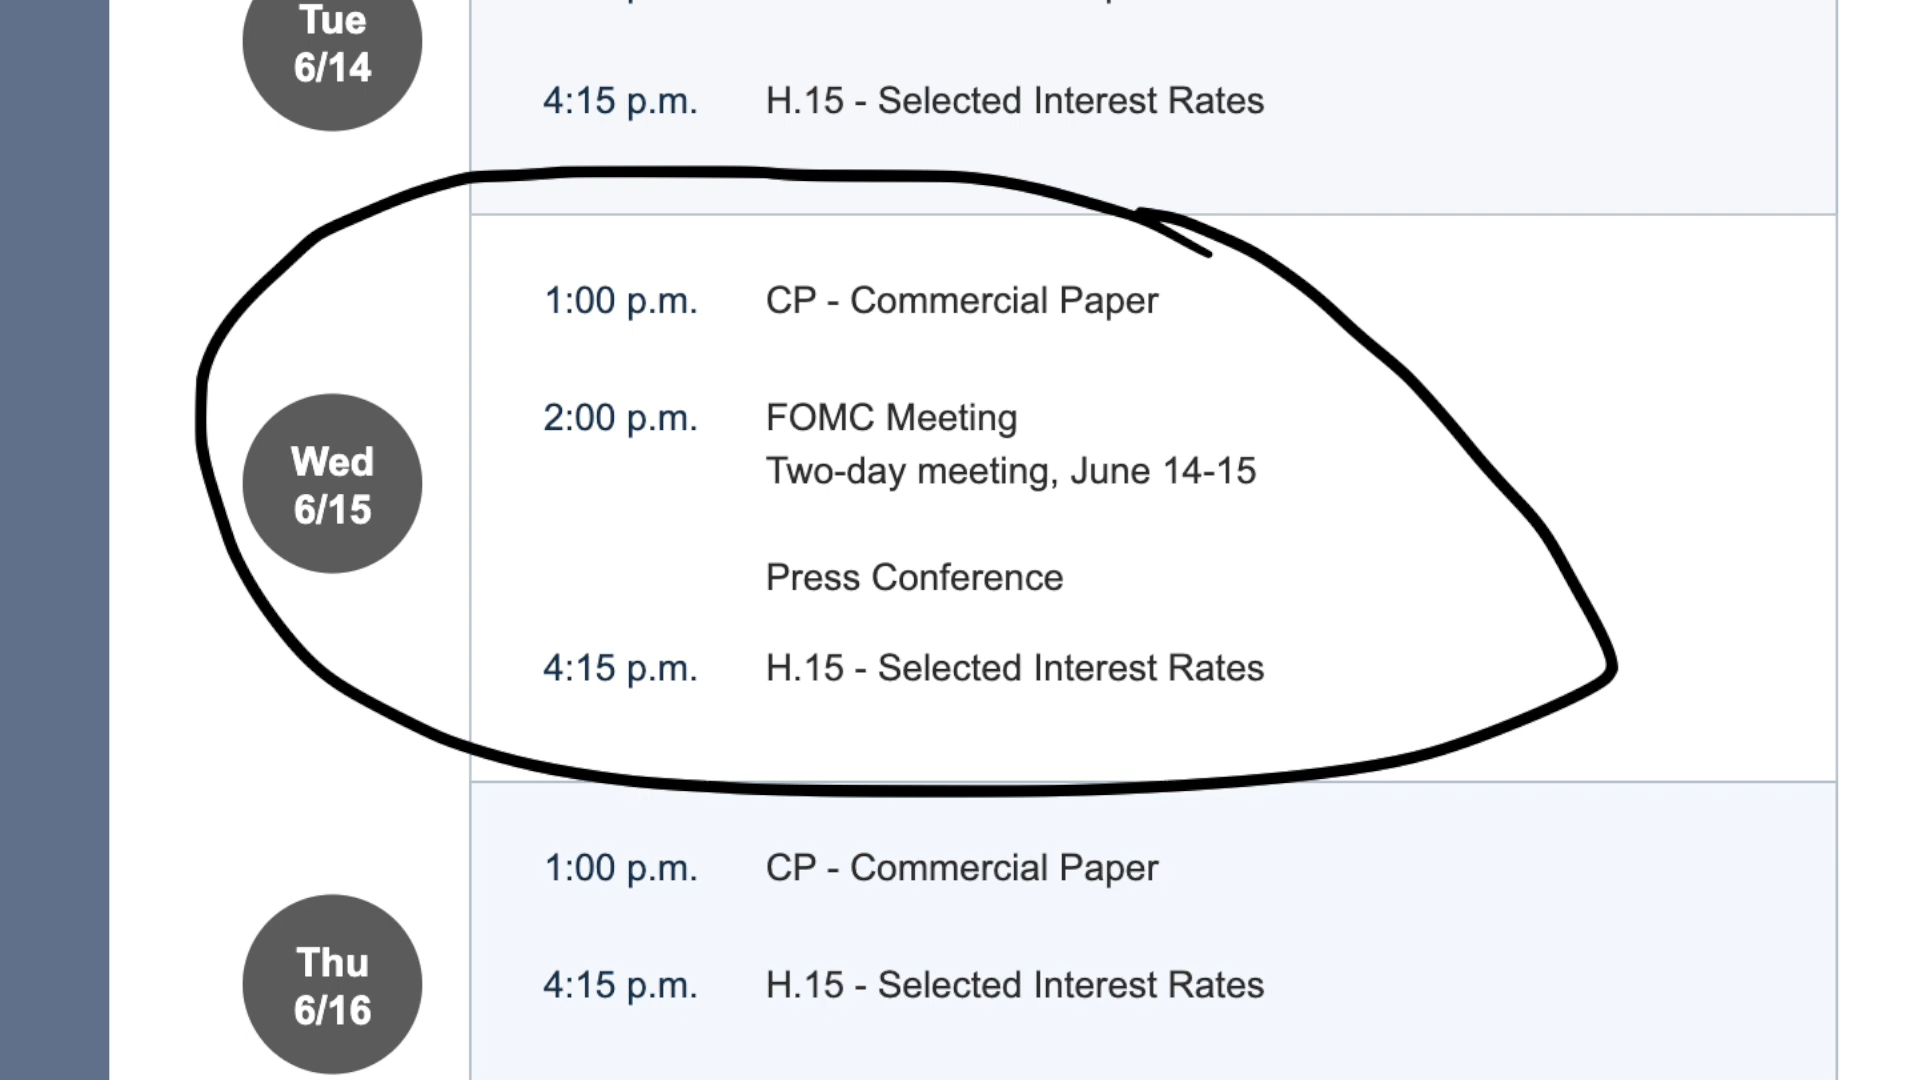 Tue
6/14
4:15 p.m. H.15 - Selected Interest Rates
1:00 p.m. CP - Commercial Paper
Wed
6/15
2:00 p.m. FOMC Meeting
Two-day meeting, June 14-15
Press Conference
4:15 p.m. H.15 - Selected Interest Rates
Thu
6/16
1:00 p.m. CP - Commercial Paper
4:15 p.m. H.15 - Selected Interest Rates